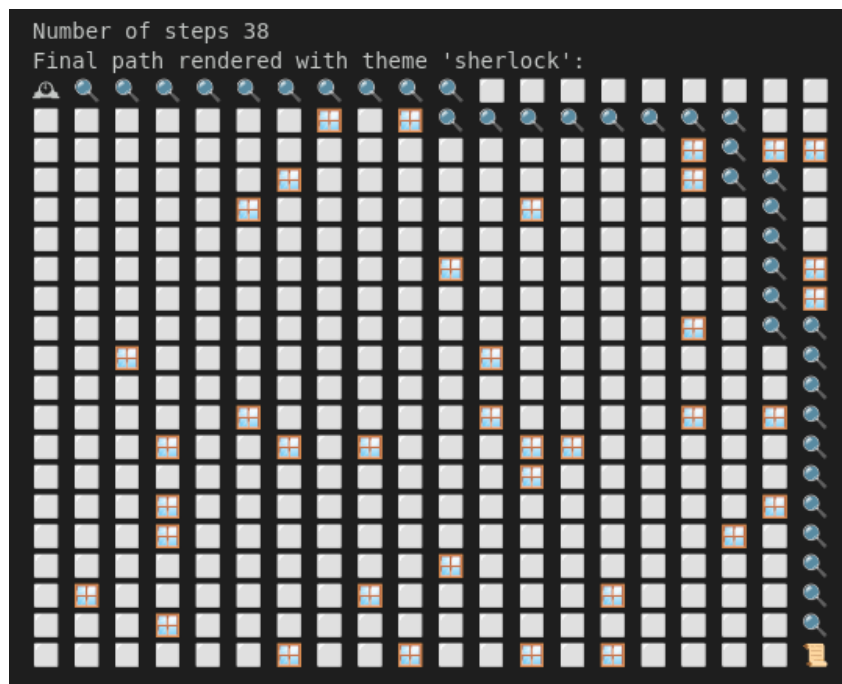 Number of steps 38
Final path rendered with theme 'sherlock':